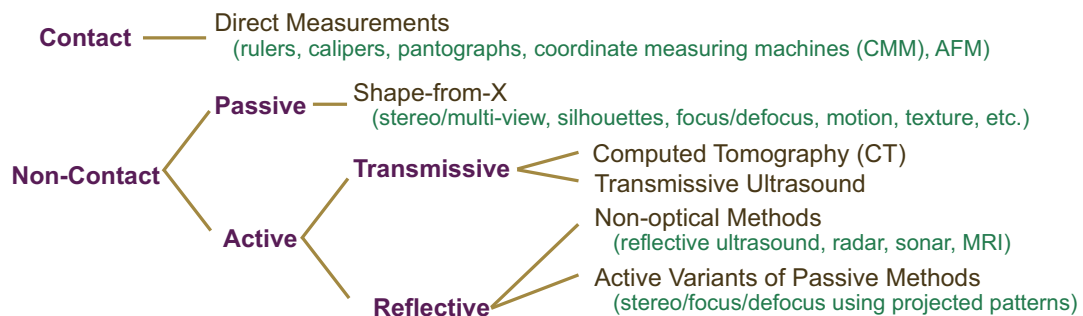 Contact
Direct Measurements
(rulers, calipers, pantographs, coordinate measuring machines (CMM), AFM)
Passive
Shape-from-X
(stereo/multi-view, silhouettes, focus/defocus, motion, texture, etc.)
Non-Contact
Transmissive
Computed Tomography (CT)
Transmissive Ultrasound
Active
Non-optical Methods
(reflective ultrasound, radar, sonar, MRI)
Reflective
Active Variants of Passive Methods
(stereo/focus/defocus using projected patterns)